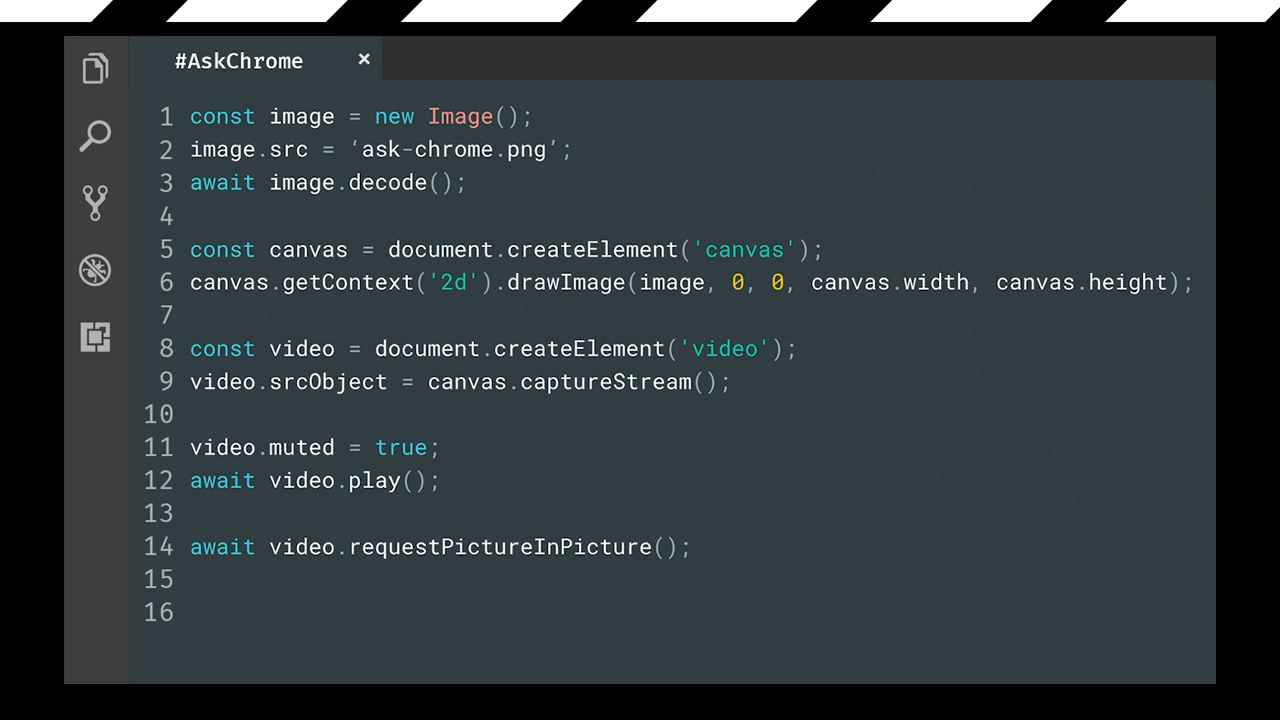 #AskChrome ×
1 const image = new Image();
2 image.src = ‘ask-chrome.png’;
3 await image.decode();
4
5 const canvas = document.createElement('canvas');
6 canvas.getContext('2d').drawImage(image, 0, 0, canvas.width, canvas.height);
7
8 const video = document.createElement('video');
9 video.srcObject = canvas.captureStream();
10
11 video.muted = true;
12 await video.play();
13
14 await video.requestPictureInPicture();
15
16